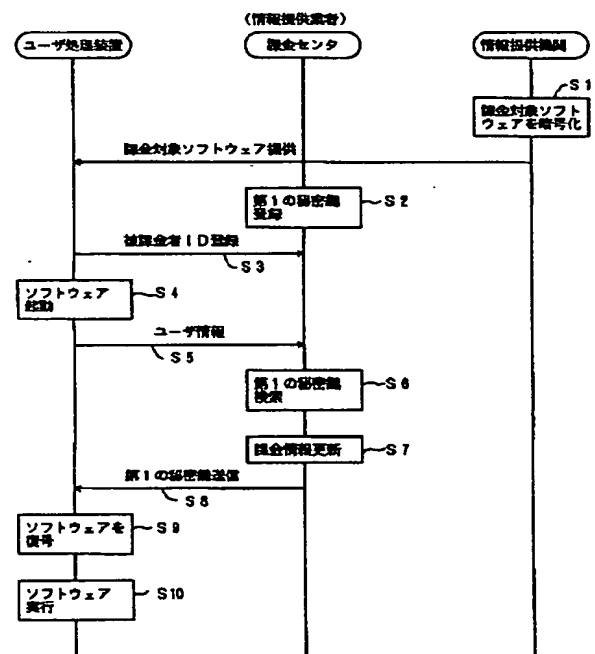 (情報提供業者)
ユーザ処理装置
課金センタ
情報提供機関
S1
課金対象ソフト
ウェアを暗号化
課金対象ソフトウェア提供
第1の秘密鍵
登録
S2
被課金者ID登録
S3
ソフトウェア
起動
S4
ユーザ情報
S5
第1の秘密鍵
検索
S6
課金情報更新
S7
第1の秘密鍵送信
S8
ソフトウェアを
復号
S9
ソフトウェア
実行
S10